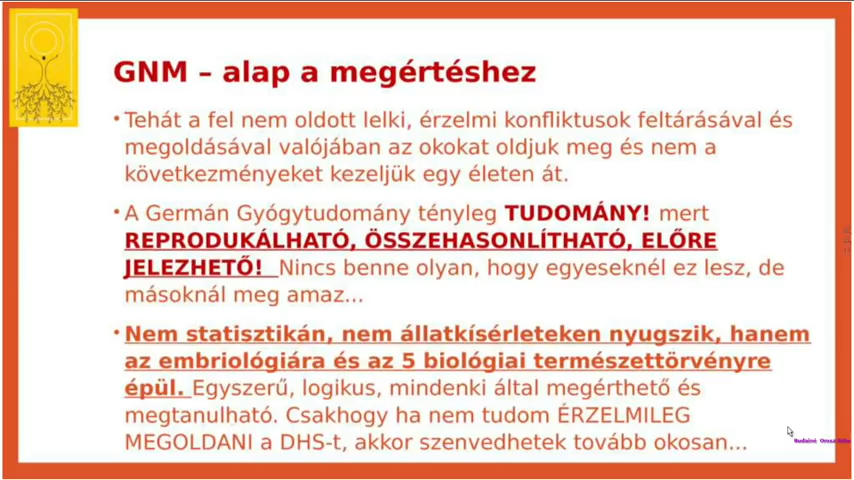 GNM – alap a megértéshez
•Tehát a fel nem oldott lelki, érzelmi konfliktusok feltárásával és
megoldásával valójában az okokat oldjuk meg és nem a
következményeket kezeljük egy életen át.
•A Germán Gyógytudomány tényleg TUDOMÁNY! mert
REPRODUKÁLHATÓ, ÖSSZEHASONLÍTHATÓ, ELŐRE
JELEZHETŐ! Nincs benne olyan, hogy egyeseknél ez lesz, de
másoknál meg amaz...
•Nem statisztikán, nem állatkísérleteken nyugszik, hanem
az embriológiára és az 5 biológiai természettörvényre
épül. Egyszerű, logikus, mindenki által megérthető és
megtanulható. Csakhogy ha nem tudom ÉRZELMILEG
MEGOLDANI a DHS-t, akkor szenvedhetek tovább okosan...